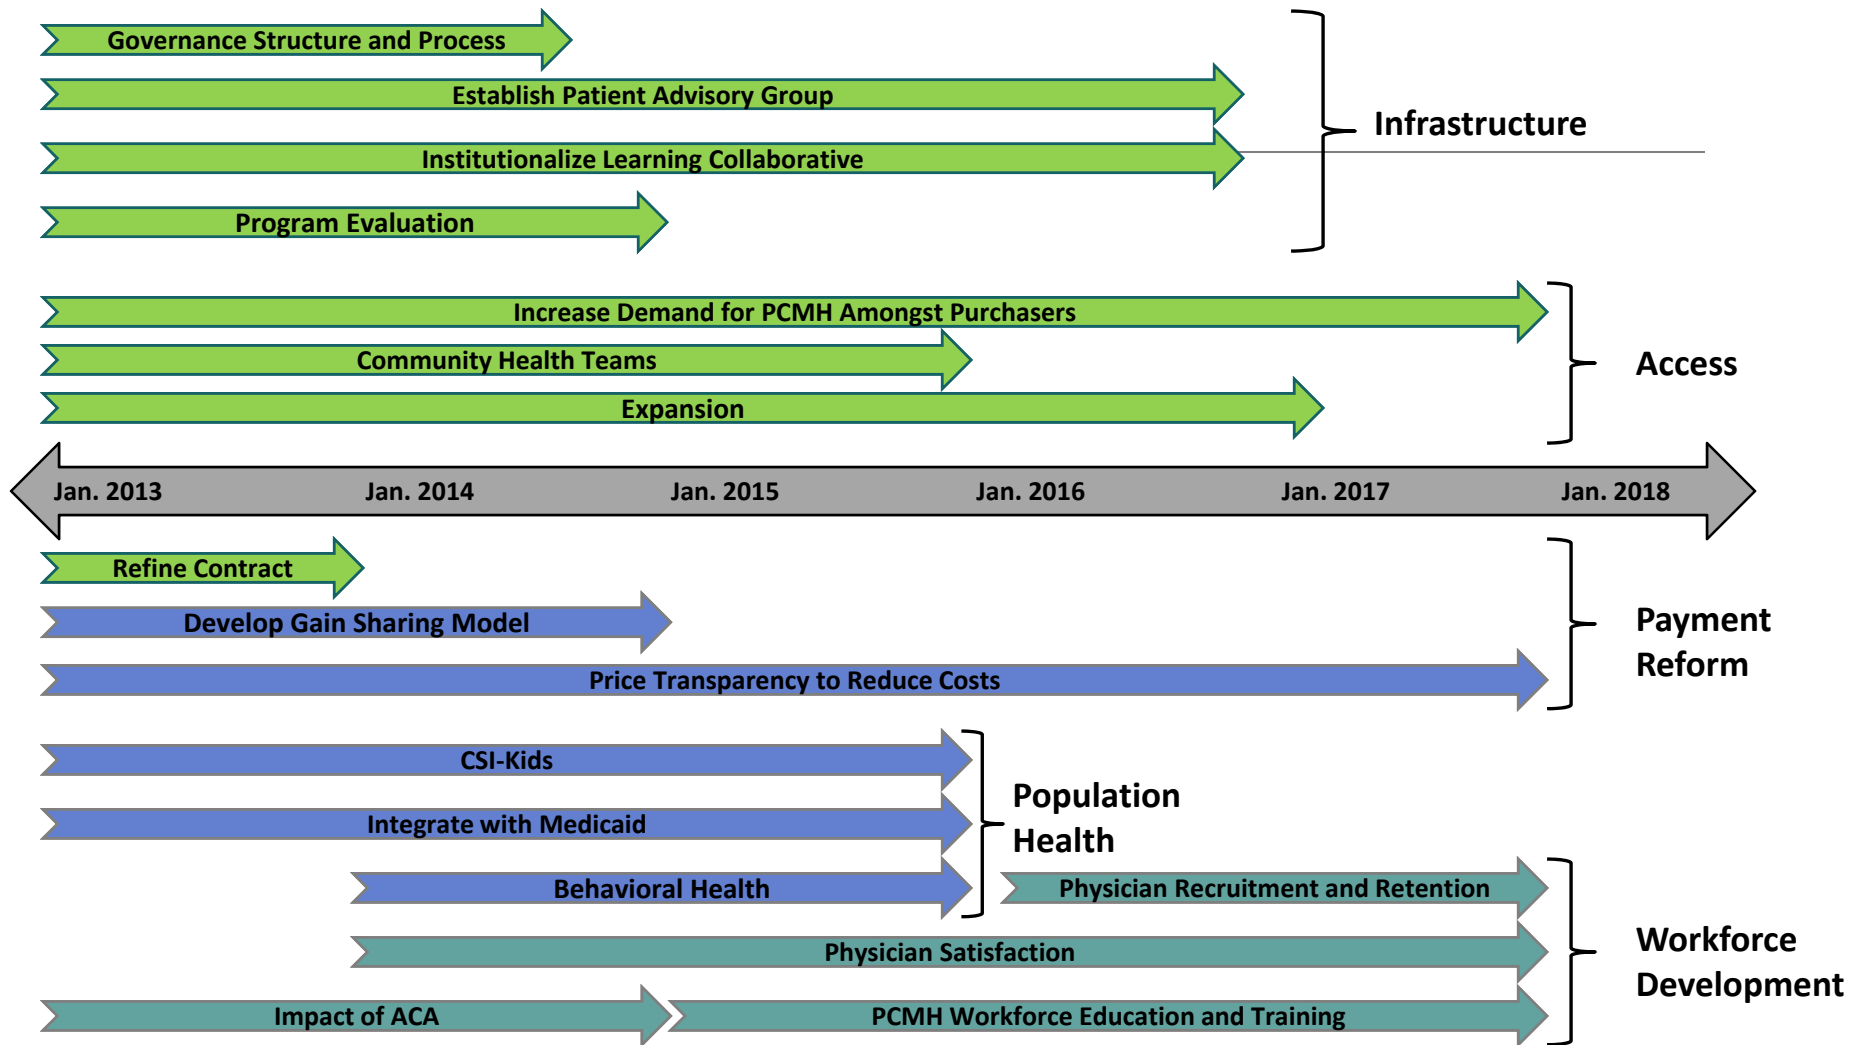 Governance Structure and Process
Establish Patient Advisory Group
Infrastructure
Institutionalize Learning Collaborative
Program Evaluation
Increase Demand for PCMH Amongst Purchasers
Community Health Teams
Access
Expansion
Jan. 2013 Jan. 2014 Jan. 2015 Jan. 2016 Jan. 2017 Jan. 2018
Refine Contract
Develop Gain Sharing Model
Payment
Reform
Price Transparency to Reduce Costs
CSI-Kids
Population
Health
Integrate with Medicaid
Behavioral Health
Physician Recruitment and Retention
Physician Satisfaction
Workforce
Development
Impact of ACA
PCMH Workforce Education and Training